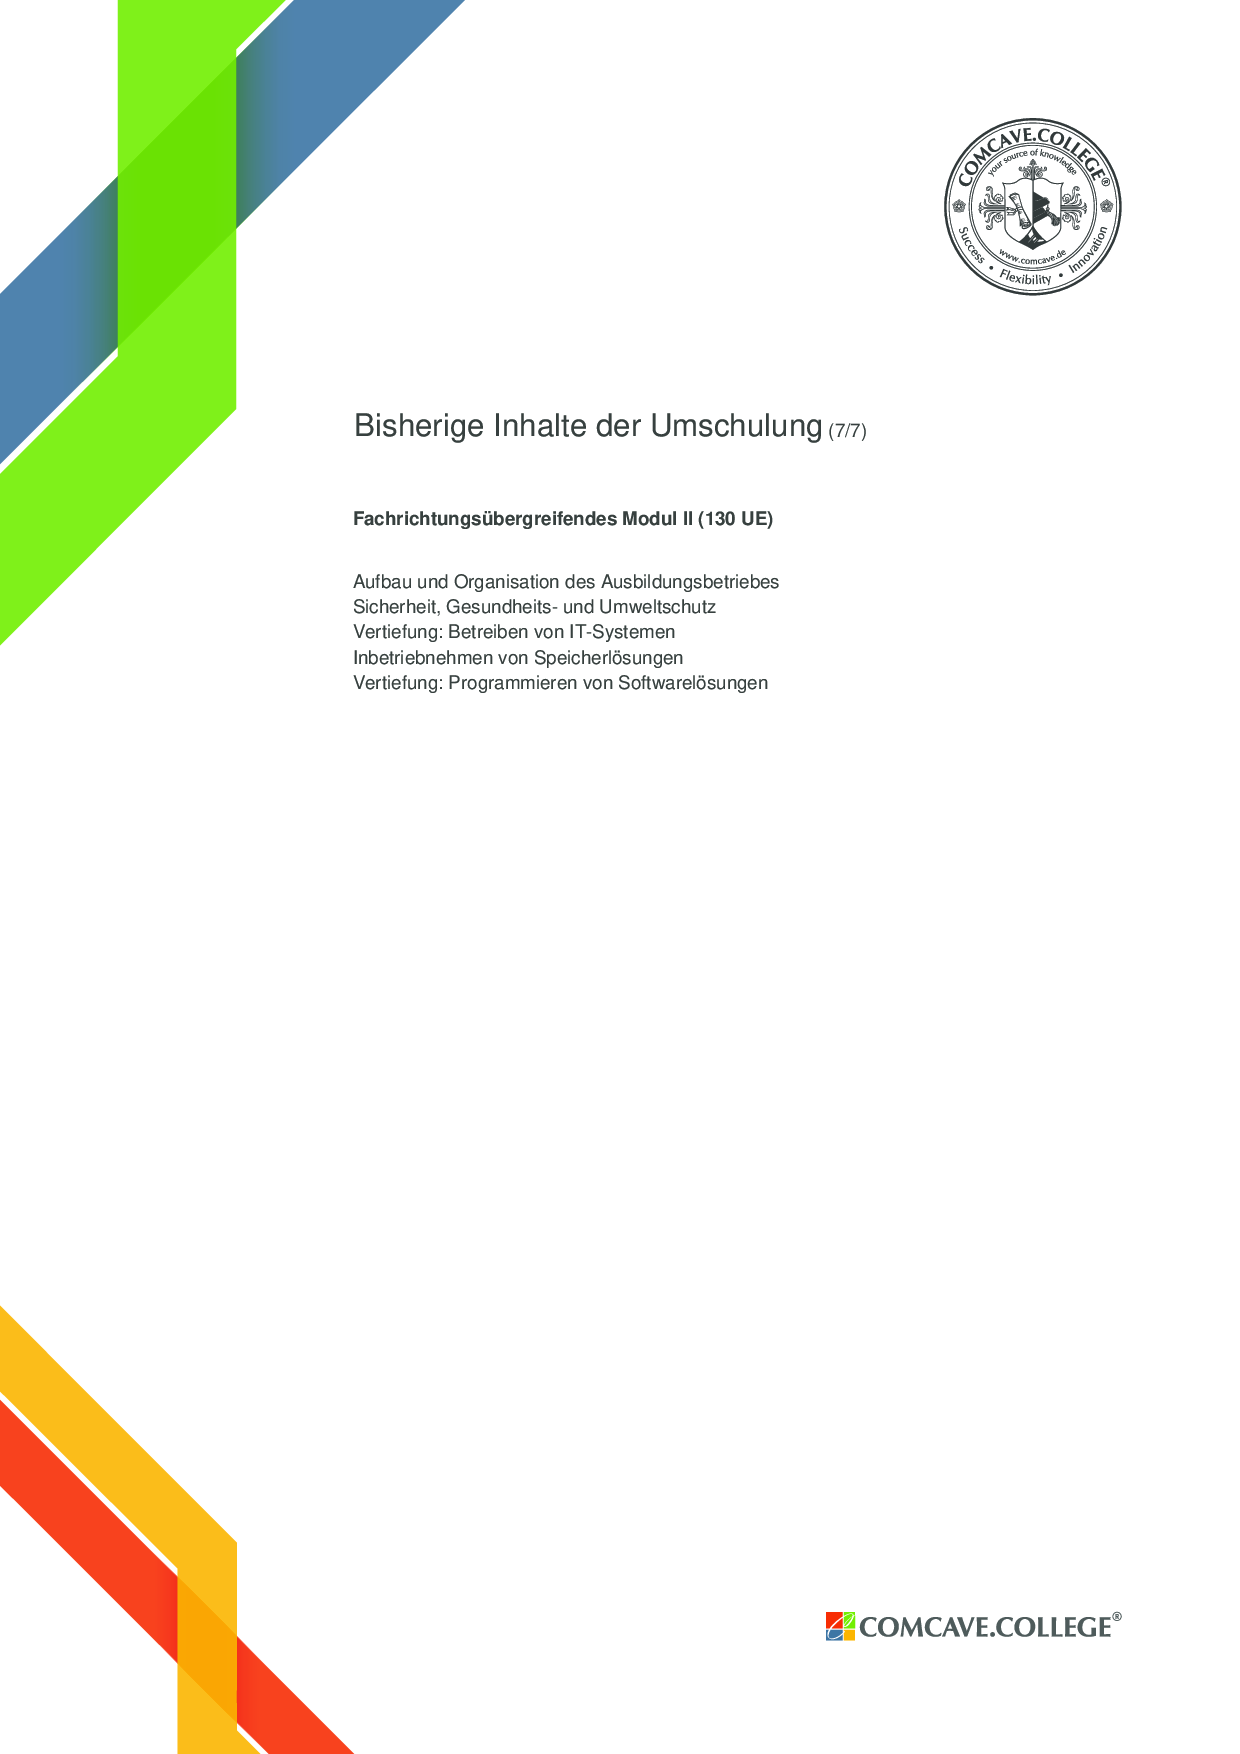 COMCAVE.COLLEGE®
your source of knowledge
www.comcave.de
Success • Flexibility • Innovation
Bisherige Inhalte der Umschulung (7/7)
Fachrichtungsübergreifendes Modul II (130 UE)
Aufbau und Organisation des Ausbildungsbetriebes
Sicherheit, Gesundheits- und Umweltschutz
Vertiefung: Betreiben von IT-Systemen
Inbetriebnehmen von Speicherlösungen
Vertiefung: Programmieren von Softwarelösungen
COMCAVE.COLLEGE®